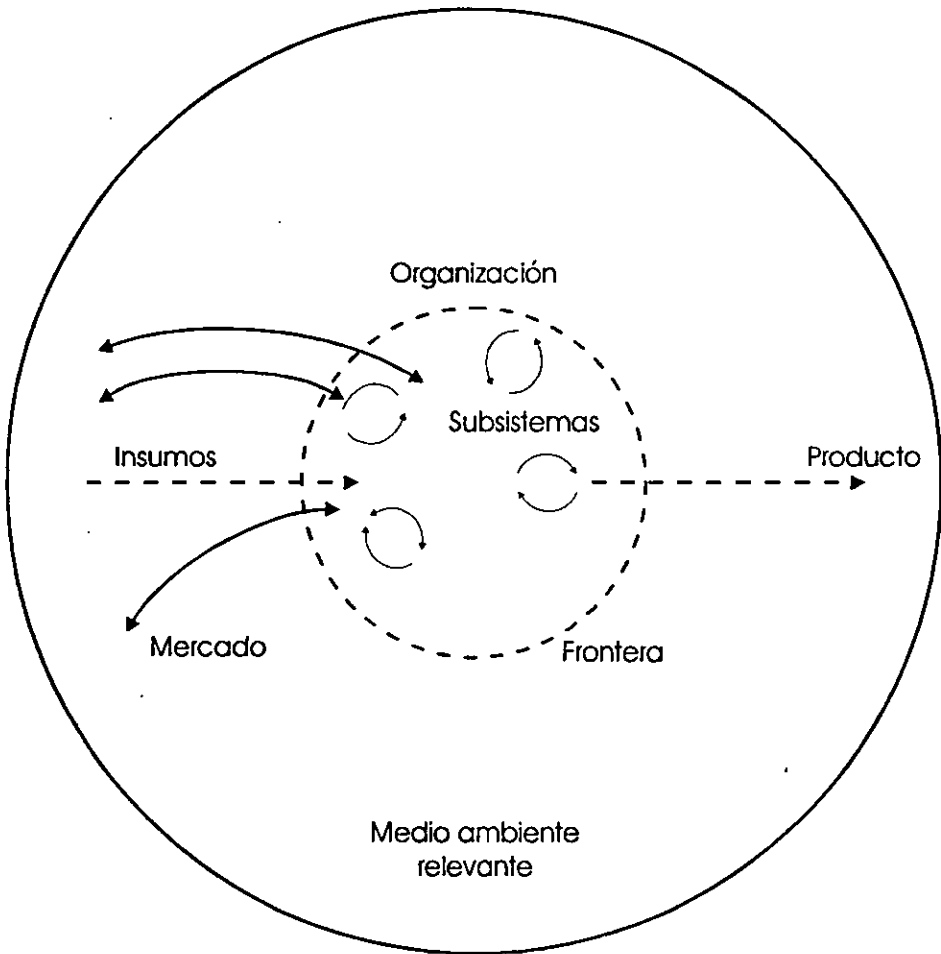 Organización
Subsistemas
Insumos
Producto
Mercado
Frontera
Medio ambiente
relevante